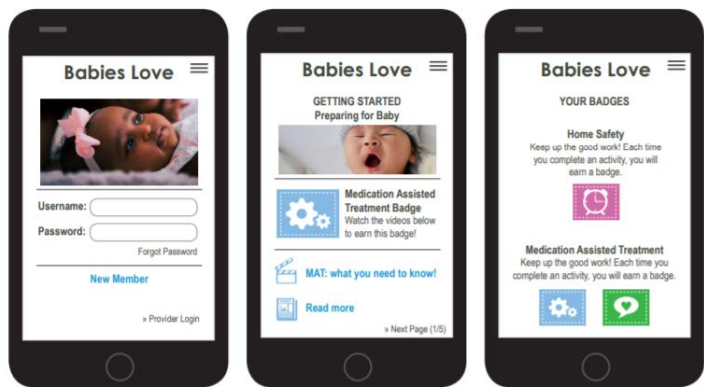 Babies Love
Username:
Password:
Forgot Password
New Member
» Provider Login
Babies Love
GETTING STARTED
Preparing for Baby
Medication Assisted
Treatment Badge
Watch the videos below
to earn this badge!
MAT: what you need to know!
Read more
» Next Page (1/5)
Babies Love
YOUR BADGES
Home Safety
Keep up the good work! Each time
you complete an activity, you will
earn a badge.
Medication Assisted Treatment
Keep up the good work! Each time you
complete an activity, you will earn a badge.